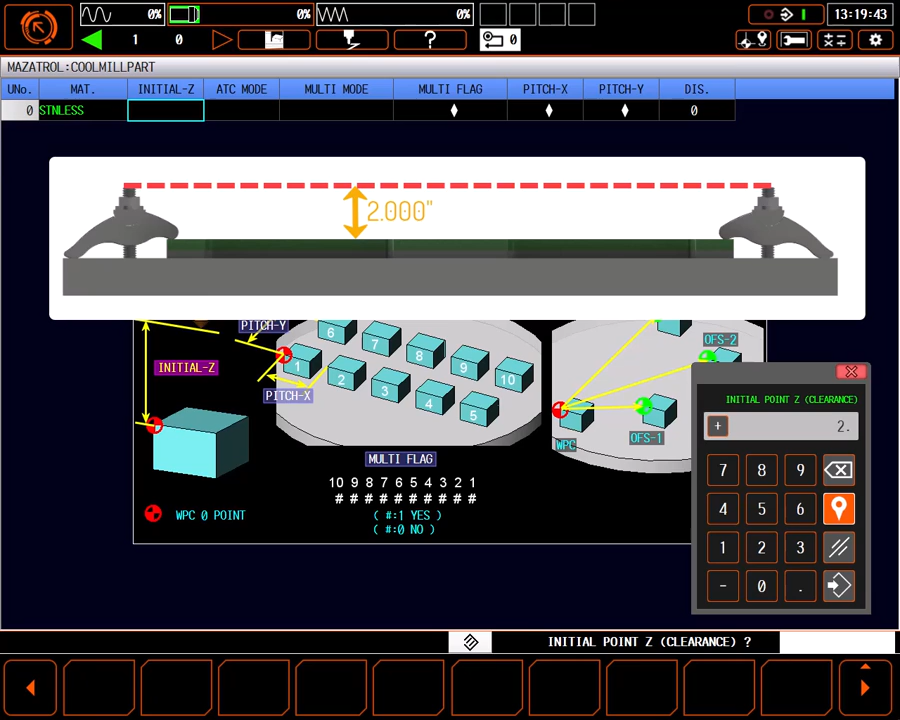 0% 0% 0% 13:19:43
1 0 ? 0
MAZATROL:COOLMILLPART
UNo. MAT. INITIAL-Z ATC MODE MULTI MODE MULTI FLAG PITCH-X PITCH-Y DIS.
0 STNLESS ♦ ♦ ♦ 0
2.000"
PITCH-Y
6 7 8 9 10
1 2 3 4 5
INITIAL-Z
PITCH-X
OFS-2
OFS-1
WPC
MULTI FLAG
10 9 8 7 6 5 4 3 2 1
# # # # # # # # # #
( #:1 YES )
( #:0 NO )
WPC 0 POINT
INITIAL POINT Z (CLEARANCE)
+ 2.
7 8 9
4 5 6
1 2 3
- 0 .
INITIAL POINT Z (CLEARANCE) ?